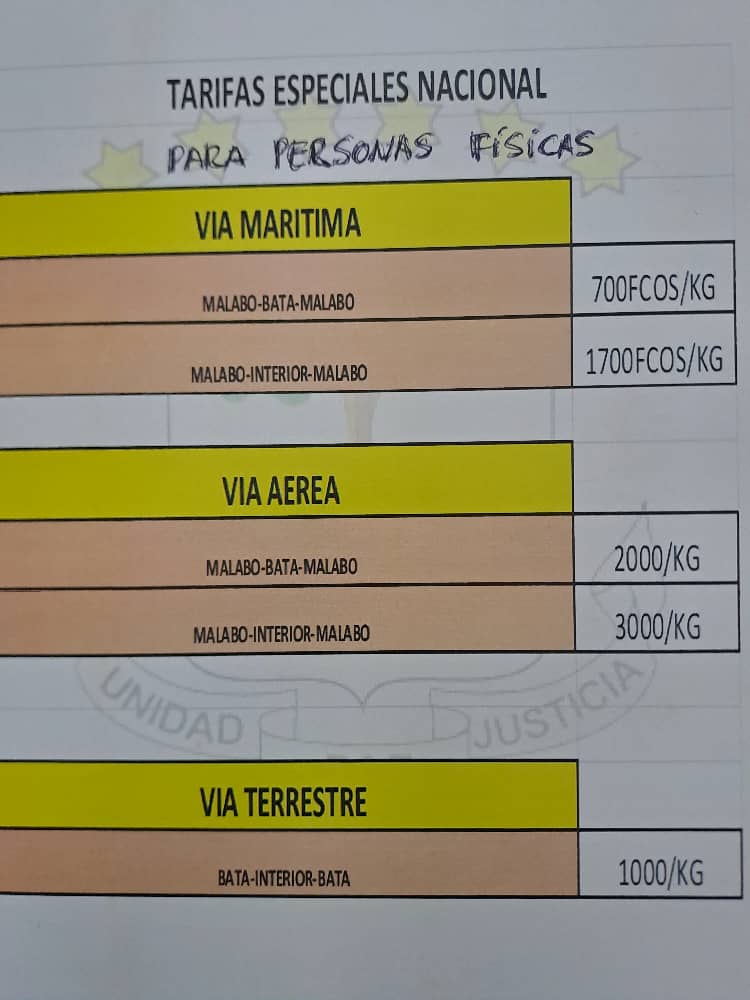 TARIFAS ESPECIALES NACIONAL
PARA PERSONAS FÍSICAS
VIA MARITIMA
MALABO-BATA-MALABO 700FCOS/KG
MALABO-INTERIOR-MALABO 1700FCOS/KG
VIA AEREA
MALABO-BATA-MALABO 2000/KG
MALABO-INTERIOR-MALABO 3000/KG
UNIDAD JUSTICIA
VIA TERRESTRE
BATA-INTERIOR-BATA 1000/KG